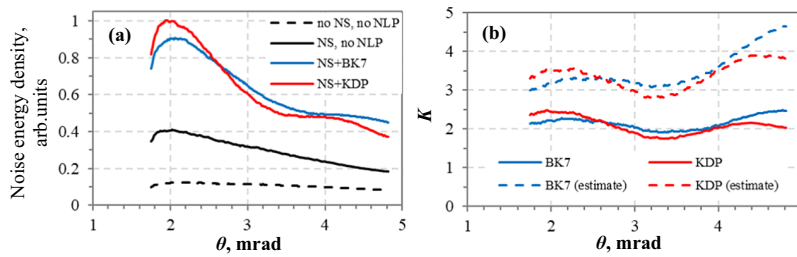 (a)
no NS, no NLP
NS, no NLP
NS+BK7
NS+KDP
Noise energy density,
arb.units
1
0.8
0.6
0.4
0.2
0
1
2
3
4
5
θ, mrad
(b)
5
4
3
2
1
0
K
BK7
KDP
BK7 (estimate)
KDP (estimate)
1
2
3
4
θ, mrad